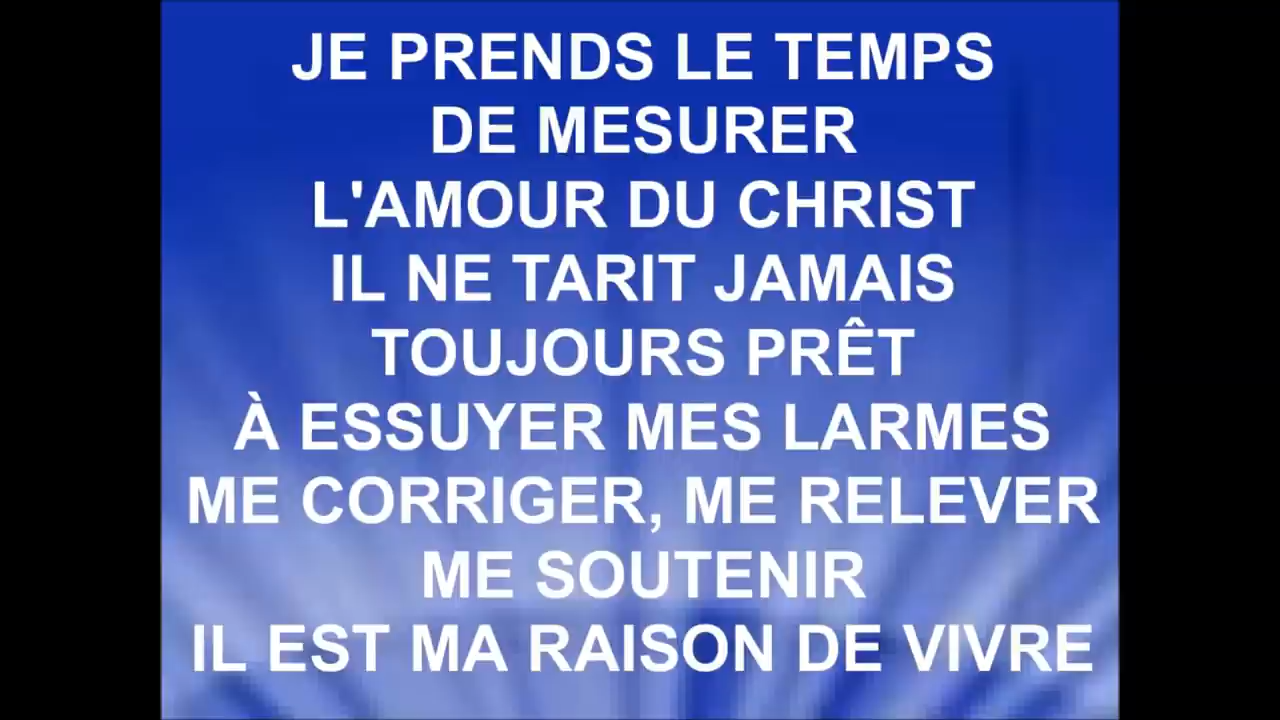 JE PRENDS LE TEMPS
DE MESURER
L'AMOUR DU CHRIST
IL NE TARIT JAMAIS
TOUJOURS PRÊT
À ESSUYER MES LARMES
ME CORRIGER, ME RELEVER
ME SOUTENIR
IL EST MA RAISON DE VIVRE